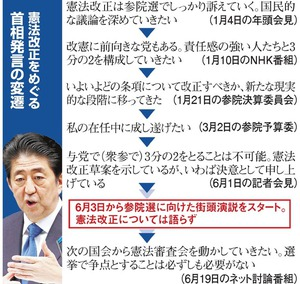 憲法改正をめぐる
首相発言の変遷
憲法改正は参院選でしっかり訴えていく。国民的
な議論を深めていきたい　（1月4日の年頭会見）
改憲に前向きな党もある。責任感の強い人たちと3
分の2を構成していきたい　（1月10日のNHK番組）
いよいよどの条項について改正すべきか、新たな現実
的な段階に移ってきた（1月21日の参院決算委員会）
私の在任中に成し遂げたい　（3月2日の参院予算委）
与党で（衆参で）3分の2をとることは不可能。憲法
改正草案を示しているが、いわば決意として申し上
げている　（6月1日の記者会見）
6月3日から参院選に向けた街頭演説をスタート。
憲法改正については語らず
次の国会から憲法審査会を動かしていきたい。選
挙で争点とすることは必ずしも必要がない
（6月19日のネット討論番組）